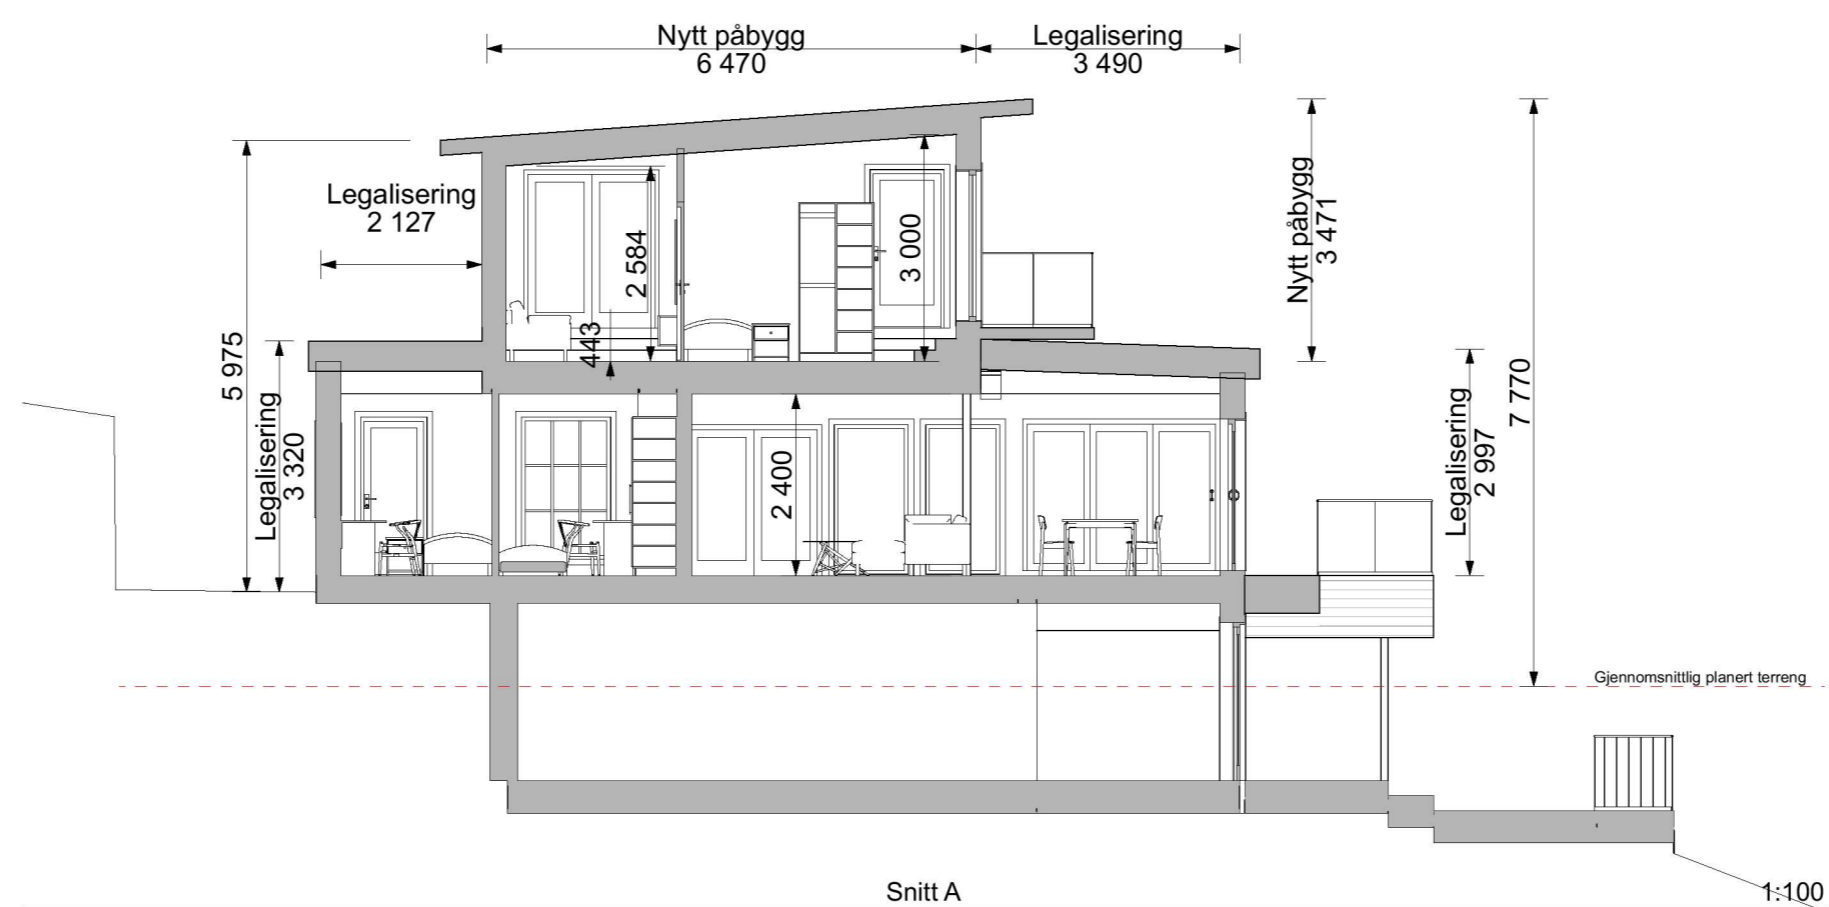 Nytt påbygg
6 470
Legalisering
3 490
Legalisering
2 127
5 975
Legalisering
3 320
2 584
443
3 000
2 400
Nytt påbygg
3 471
7 770
Legalisering
2 997
Gjennomsnittlig planert terreng
Snitt A
1:100